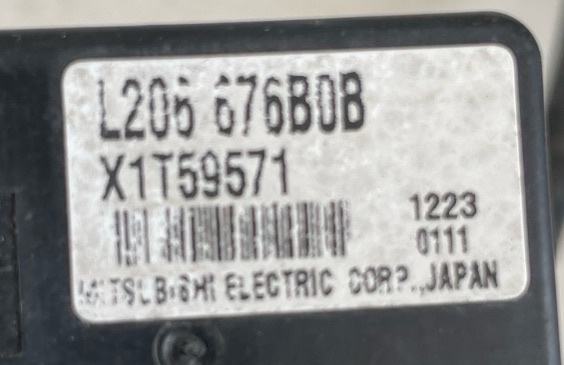 L206 676B0B
X1T59571
1223
0111
MITSUBISHI ELECTRIC CORP.,JAPAN